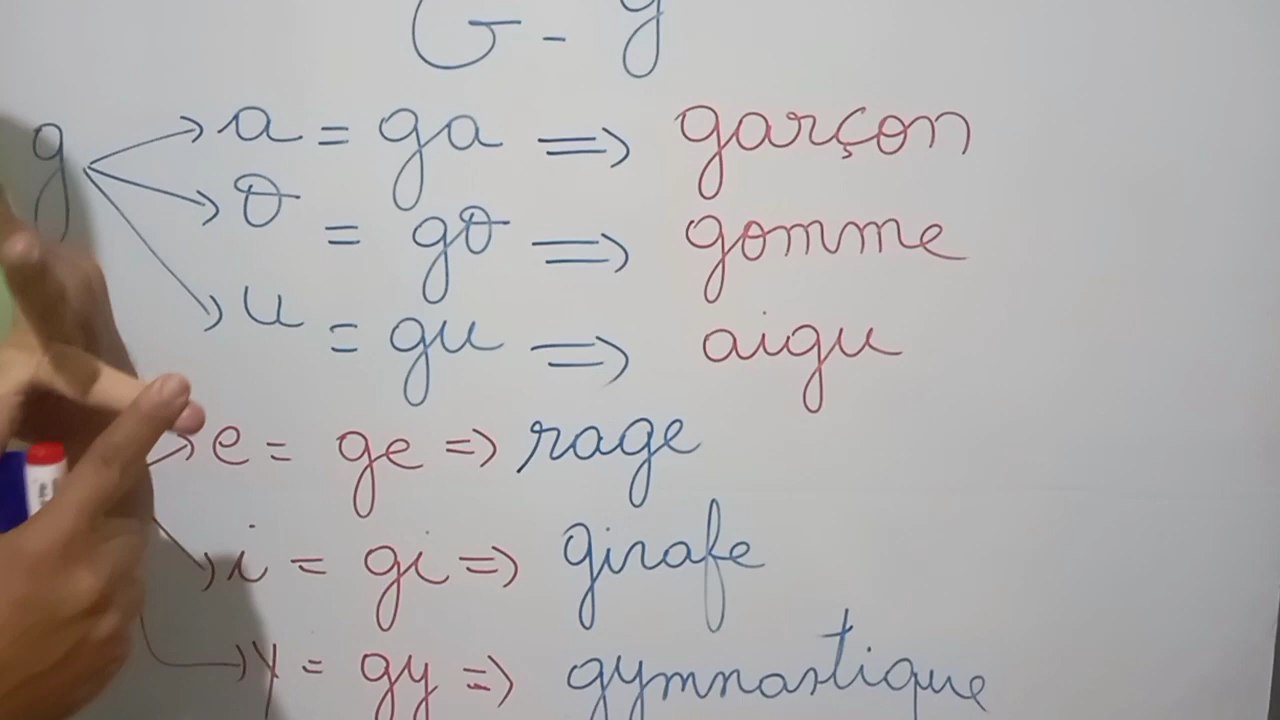 G - g
g a = ga => garçon
o = go => gomme
u = gu => aigu
e = ge => rage
i = gi => girafe
y = gy => gymnastique